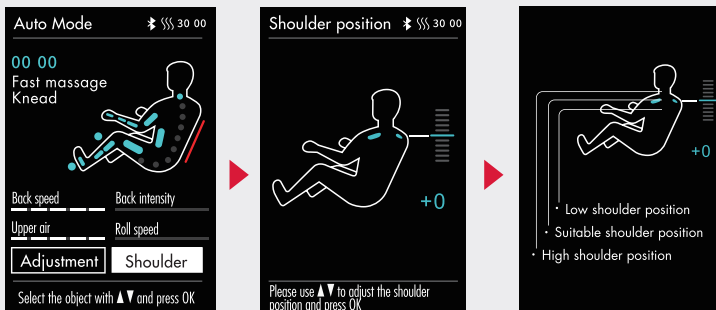 Auto Mode 30 00
00 00
Fast massage
Knead
Back speed Back intensity
Upper air Roll speed
Adjustment Shoulder
Select the object with ▲▼ and press OK
Shoulder position 30 00
+0
Please use ▲▼ to adjust the shoulder
position and press OK
+0
· Low shoulder position
· Suitable shoulder position
· High shoulder position